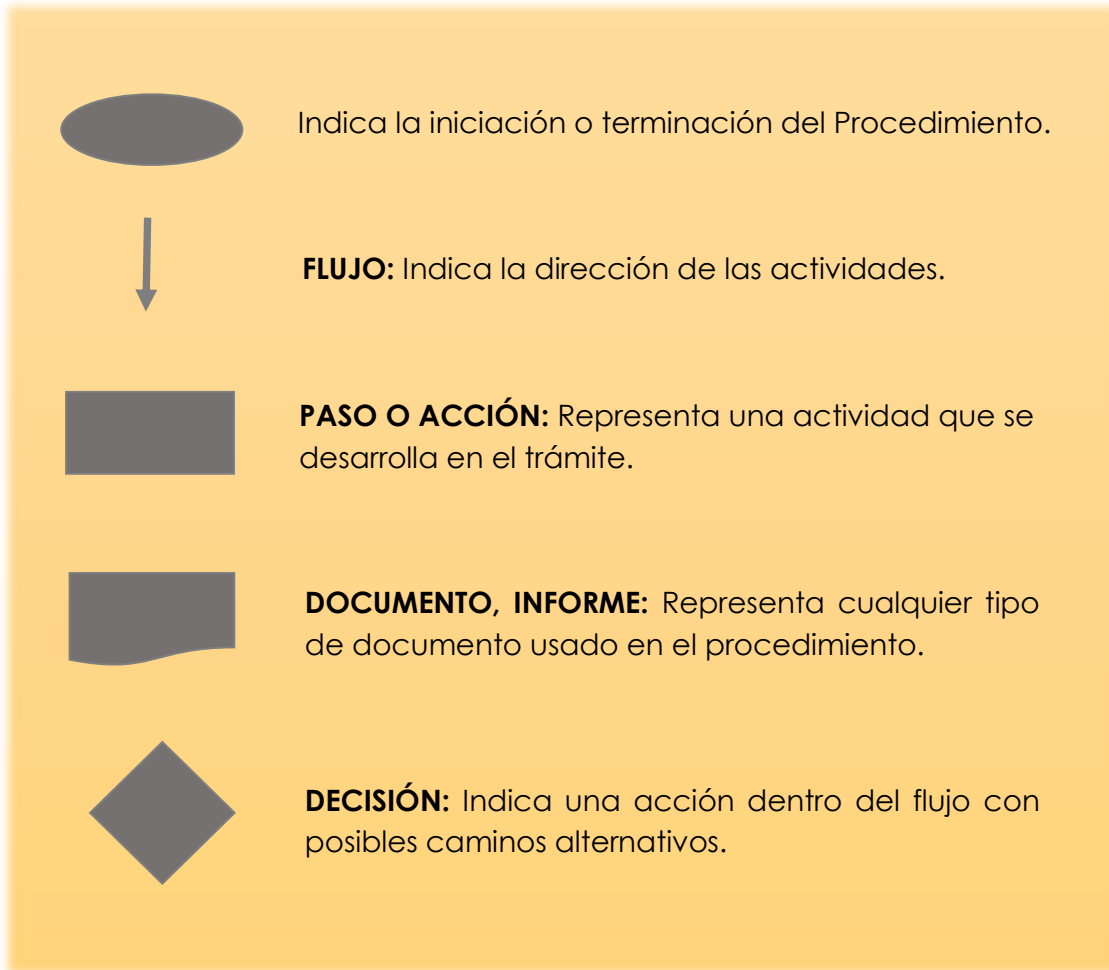 Indica la iniciación o terminación del Procedimiento.
FLUJO: Indica la dirección de las actividades.
PASO O ACCIÓN: Representa una actividad que se
desarrolla en el trámite.
DOCUMENTO, INFORME: Representa cualquier tipo
de documento usado en el procedimiento.
DECISIÓN: Indica una acción dentro del flujo con
posibles caminos alternativos.